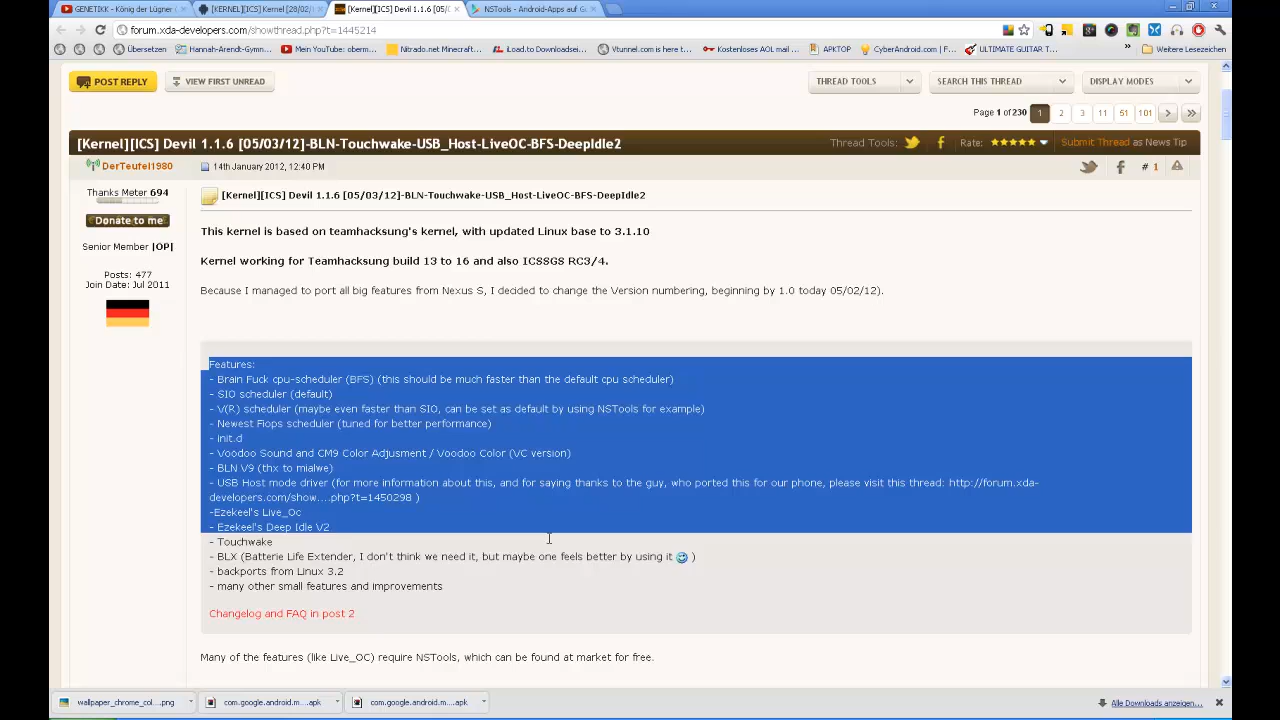 GENETIKK - König der Lügner
[KERNEL][ICS] Kernel [28/02/
[Kernel][ICS] Devil 1.1.6 [05/
NSTools - Android-Apps auf G
forum.xda-developers.com/showthread.php?t=1445214
Übersetzen
Hannah-Arendt-Gymn...
Mein YouTube: oberm...
Nitrado.net Minecraft...
Load.to Downloadsei...
Vtunnel.com is here t...
Kostenloses AOL mail ...
APKTOP
CyberAndroid.com | F...
ULTIMATE GUITAR T...
»
Weitere Lesezeichen
POST REPLY
VIEW FIRST UNREAD
THREAD TOOLS
SEARCH THIS THREAD
DISPLAY MODES
Page 1 of 230 1 2 3 11 51 101
[Kernel][ICS] Devil 1.1.6 [05/03/12]-BLN-Touchwake-USB_Host-LiveOC-BFS-DeepIdle2
Thread Tools:
Rate:
Submit Thread as News Tip
DerTeufel1980
14th January 2012, 12:40 PM
# 1
Thanks Meter 694
Donate to me
Senior Member |OP|
Posts: 477
Join Date: Jul 2011
[Kernel][ICS] Devil 1.1.6 [05/03/12]-BLN-Touchwake-USB_Host-LiveOC-BFS-DeepIdle2
This kernel is based on teamhacksung's kernel, with updated Linux base to 3.1.10
Kernel working for Teamhacksung build 13 to 16 and also ICSSGS RC3/4.
Because I managed to port all big features from Nexus S, I decided to change the Version numbering, beginning by 1.0 today 05/02/12).
Features:
- Brain Fuck cpu-scheduler (BFS) (this should be much faster than the default cpu scheduler)
- SIO scheduler (default)
- V(R) scheduler (maybe even faster than SIO, can be set as default by using NSTools for example)
- Newest Fiops scheduler (tuned for better performance)
- init.d
- Voodoo Sound and CM9 Color Adjusment / Voodoo Color (VC version)
- BLN V9 (thx to mialwe)
- USB Host mode driver (for more information about this, and for saying thanks to the guy, who ported this for our phone, please visit this thread: http://forum.xda-
developers.com/show....php?t=1450298 )
-Ezekeel's Live_Oc
- Ezekeel's Deep Idle V2
- Touchwake
- BLX (Batterie Life Extender, I don't think we need it, but maybe one feels better by using it )
- backports from Linux 3.2
- many other small features and improvements
Changelog and FAQ in post 2
Many of the features (like Live_OC) require NSTools, which can be found at market for free.
wallpaper_chrome_col....png
com.google.android.m....apk
com.google.android.m....apk
Alle Downloads anzeigen...